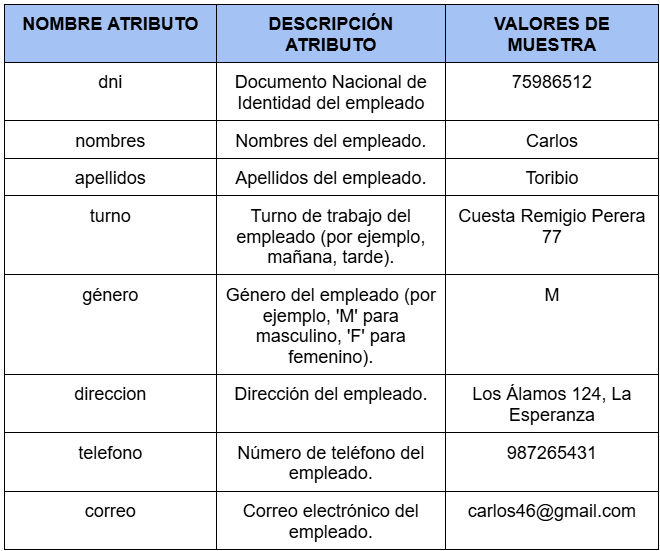 NOMBRE ATRIBUTO
DESCRIPCIÓN
ATRIBUTO
VALORES DE
MUESTRA
dni
Documento Nacional de
Identidad del empleado
75986512
nombres
Nombres del empleado.
Carlos
apellidos
Apellidos del empleado.
Toribio
turno
Turno de trabajo del
empleado (por ejemplo,
mañana, tarde).
Cuesta Remigio Perera
77
género
Género del empleado (por
ejemplo, 'M' para
masculino, 'F' para
femenino).
M
direccion
Dirección del empleado.
Los Álamos 124, La
Esperanza
telefono
Número de teléfono del
empleado.
987265431
correo
Correo electrónico del
empleado.
carlos46@gmail.com